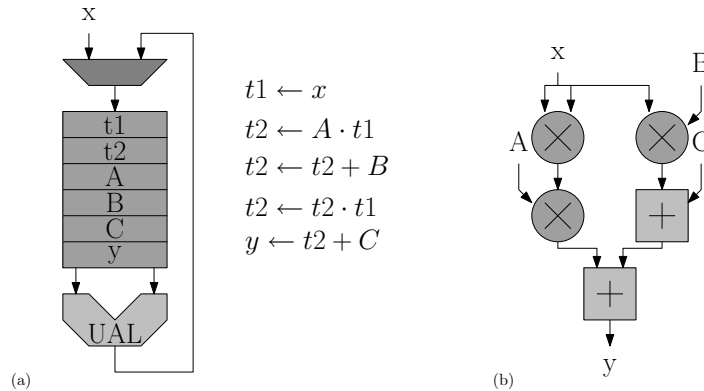 x
t1
t2
A
B
C
y
UAL
(a)
t1 ← x
t2 ← A · t1
t2 ← t2 + B
t2 ← t2 · t1
y ← t2 + C
x
B
A
C
y
(b)